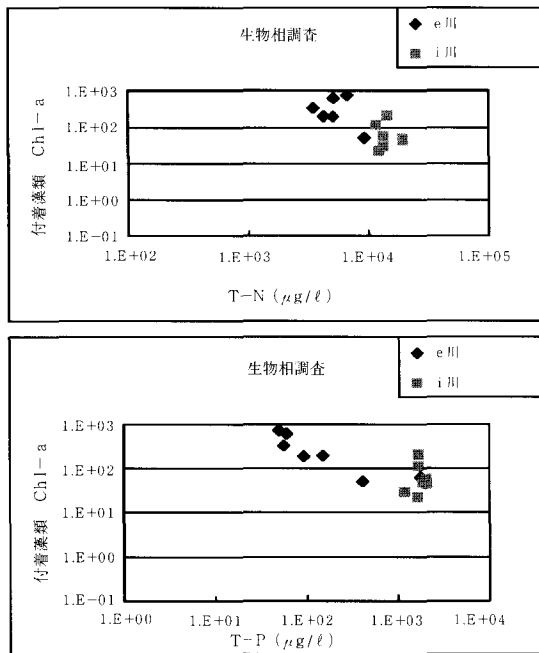 生物相調査
◆ e川
■ i川
付着藻類 Chl-a
1.E+03
1.E+02
1.E+01
1.E+00
1.E-01
1.E+02 1.E+03 1.E+04 1.E+05
T-N (μg/ℓ)
生物相調査
◆ e川
■ i川
付着藻類 Chl-a
1.E+03
1.E+02
1.E+01
1.E+00
1.E-01
1.E+00 1.E+01 1.E+02 1.E+03 1.E+04
T-P (μg/ℓ)